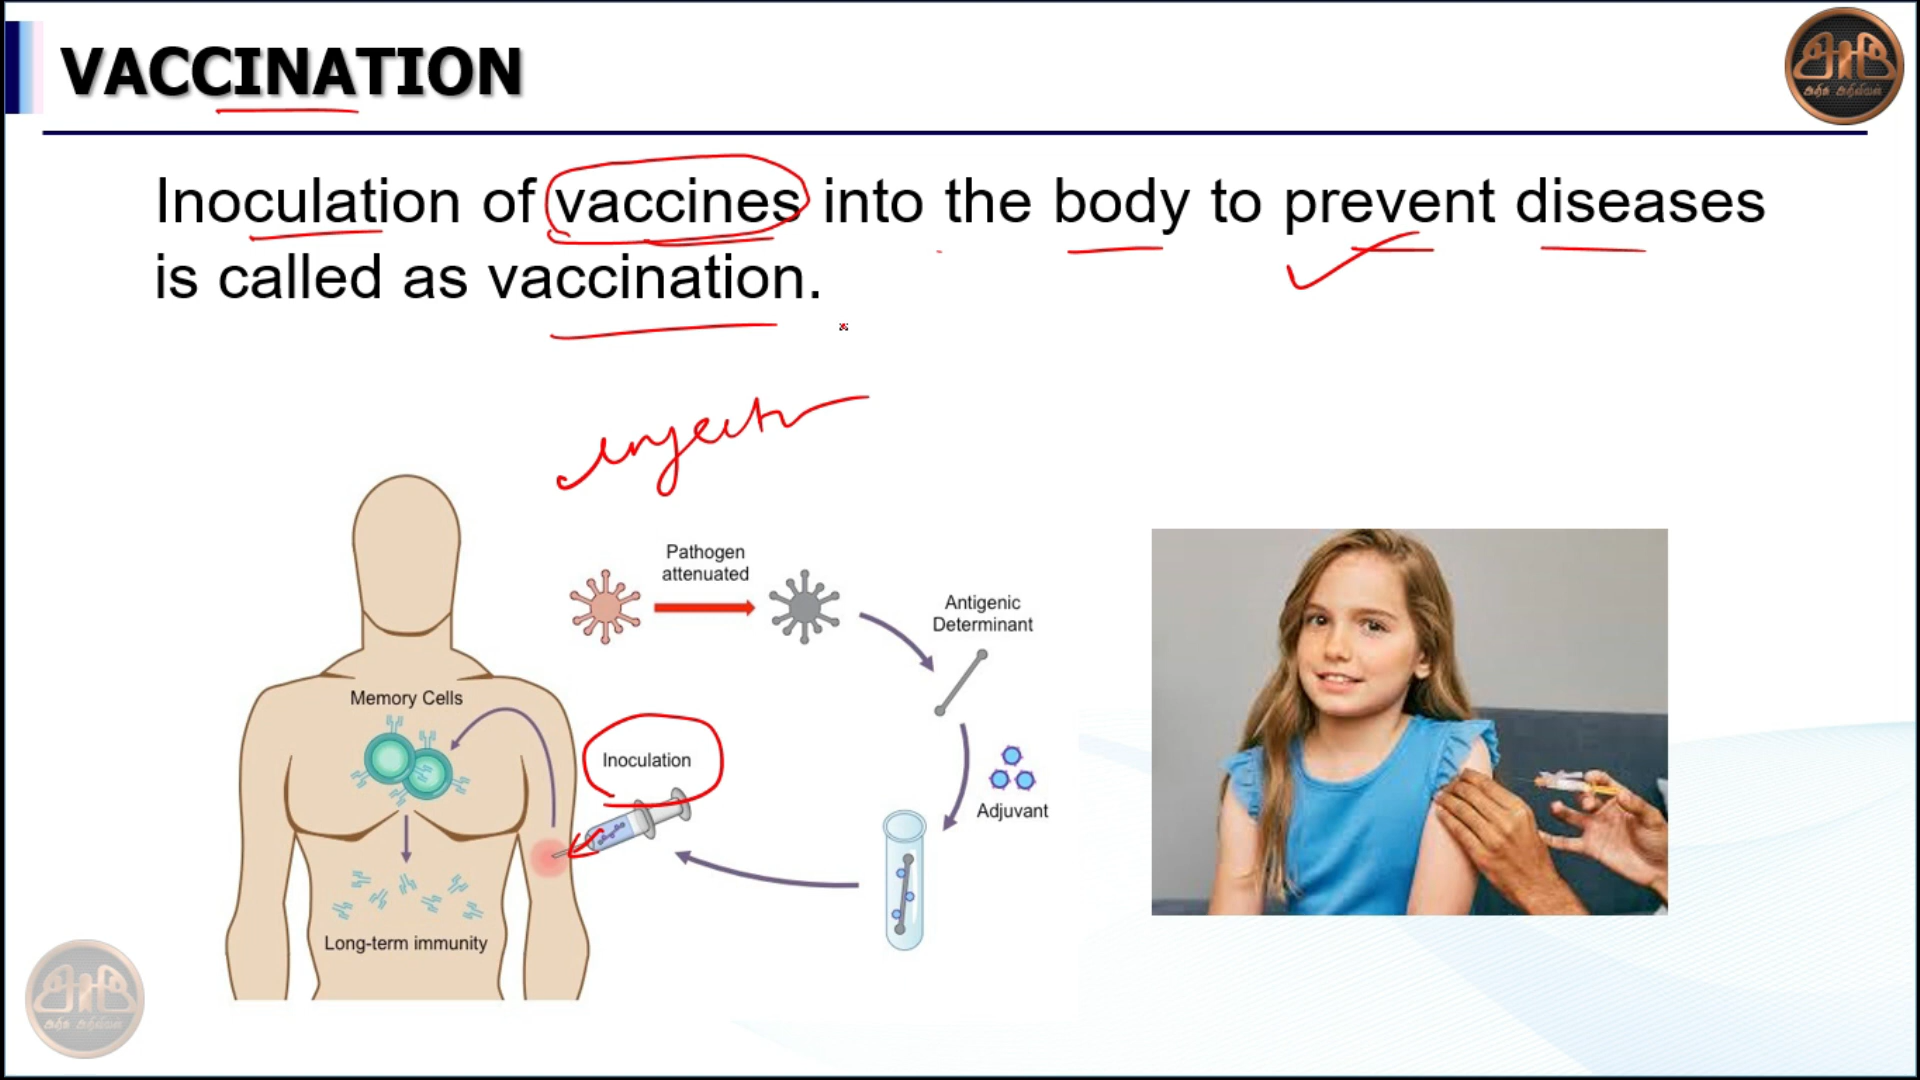 VACCINATION
Inoculation of vaccines into the body to prevent diseases
is called as vaccination.
Pathogen
attenuated
Antigenic
Determinant
Memory Cells
Inoculation
Adjuvant
Long-term immunity